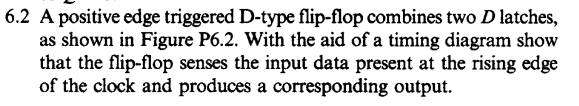 6.2 A positive edge triggered D-type flip-flop combines two D latches,
as shown in Figure P6.2. With the aid of a timing diagram show
that the flip-flop senses the input data present at the rising edge
of the clock and produces a corresponding output.